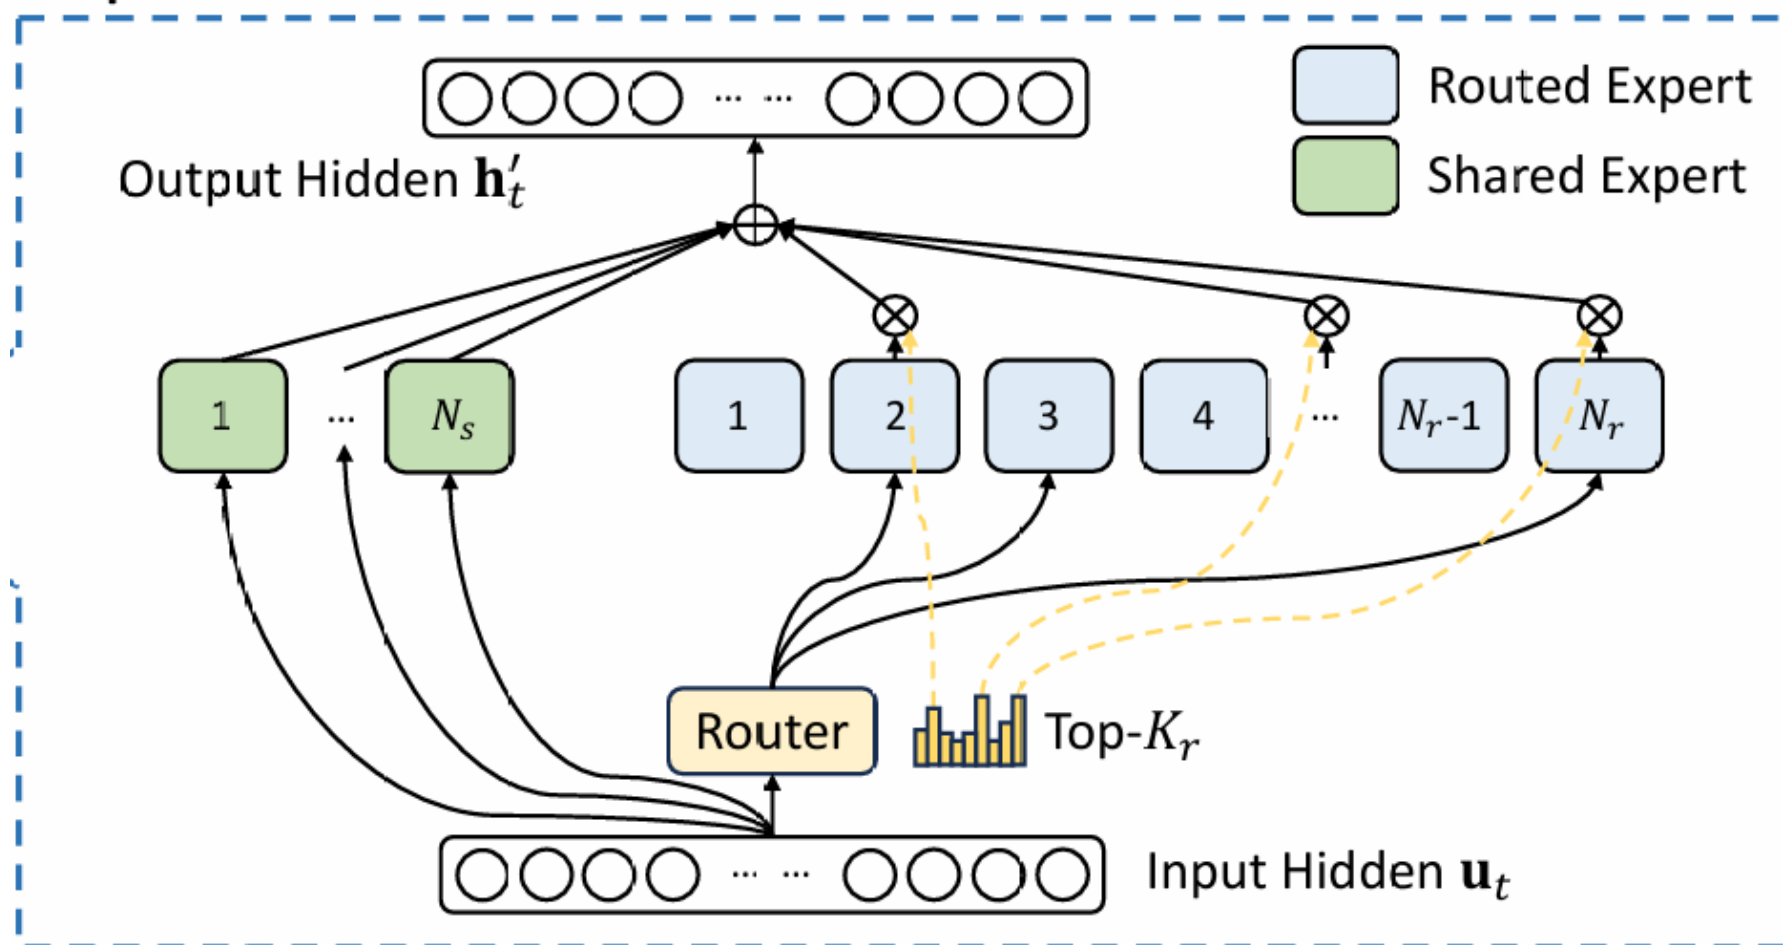 Routed Expert
Shared Expert
Output Hidden h′t
1 ... Ns 1 2 3 4 ... Nr-1 Nr
Router
Top-Kr
Input Hidden ut